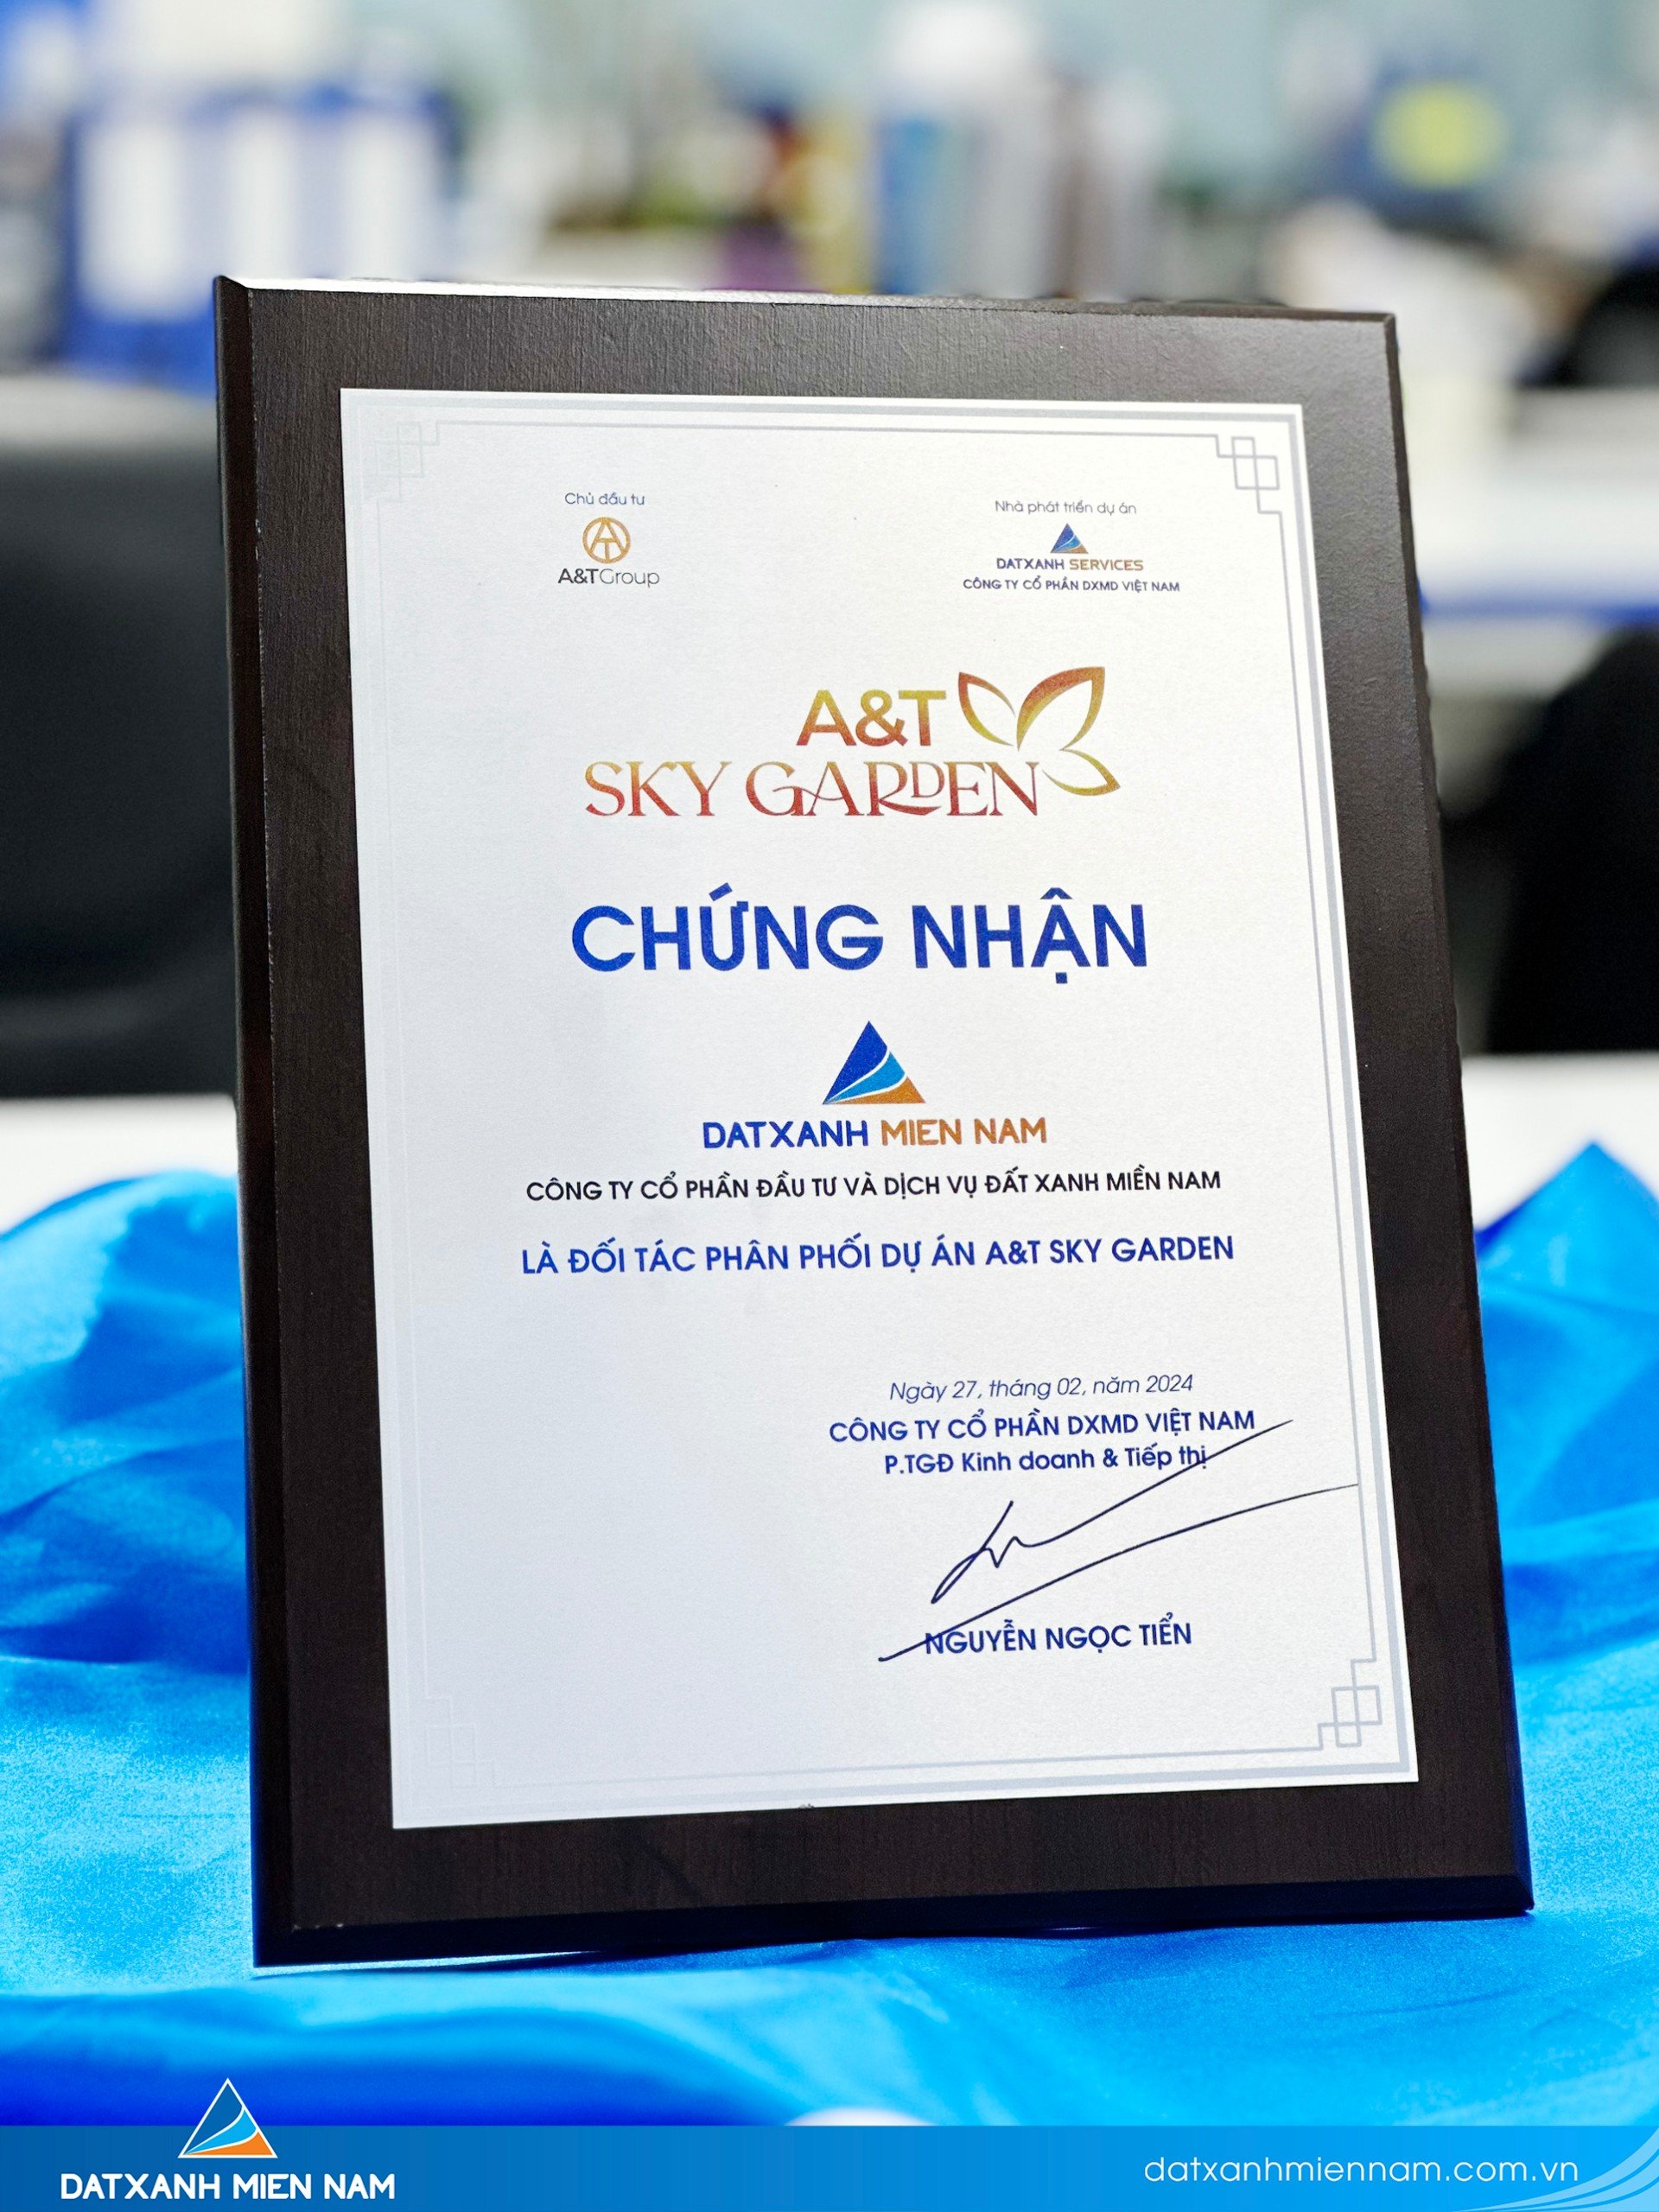 Chủ đầu tư
A&TGroup
Nhà phát triển dự án
DATXANH SERVICES
CÔNG TY CỔ PHẦN DXMD VIỆT NAM
A&T
SKY GARDEN
CHỨNG NHẬN
DATXANH MIEN NAM
CÔNG TY CỔ PHẦN ĐẦU TƯ VÀ DỊCH VỤ ĐẤT XANH MIỀN NAM
LÀ ĐỐI TÁC PHÂN PHỐI DỰ ÁN A&T SKY GARDEN
Ngày 27, tháng 02, năm 2024
CÔNG TY CỔ PHẦN DXMD VIỆT NAM
P.TGĐ Kinh doanh & Tiếp thị
NGUYỄN NGỌC TIỂN
DATXANH MIEN NAM
datxanhmiennam.com.vn